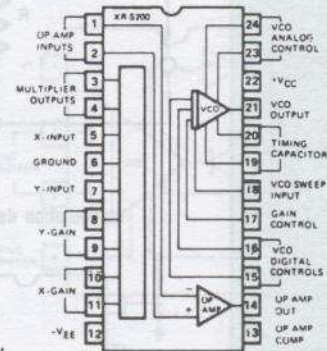 XR-S200
OP AMP
INPUTS
1
2
MULTIPLIER
OUTPUTS
3
4
X-INPUT
5
GROUND
6
Y-INPUT
7
Y-GAIN
8
9
X-GAIN
10
11
-VEE
12
VCO
OP
AMP
-
+
24
VCO
ANALOG
CONTROL
23
22
+VCC
21
VCO
OUTPUT
20
TIMING
CAPACITOR
19
18
VCO SWEEP
INPUT
17
GAIN
CONTROL
16
VCO
DIGITAL
CONTROLS
15
14
OP AMP
OUT
13
OP AMP
COMP